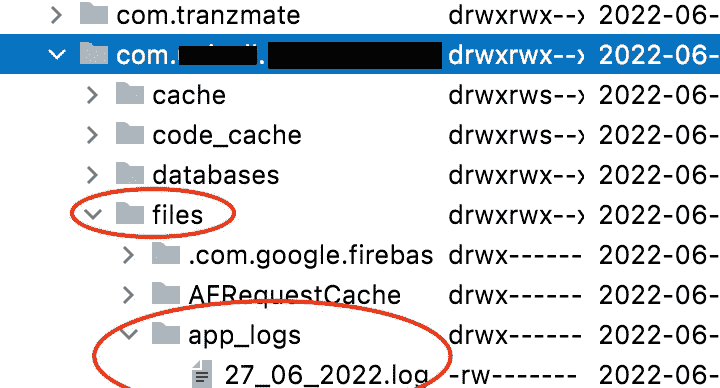 com.tranzmate drwxrwx--x 2022-06-
com. . drwxrwx--x 2022-06-
cache drwxrws--x 2022-06-
code_cache drwxrws--x 2022-06-
databases drwxrwx--x 2022-06-
files drwxrwx--x 2022-06-
.com.google.firebas drwx------ 2022-06-
AFRequestCache drwx------ 2022-06-
app_logs drwx------ 2022-06-
27_06_2022.log -rw------- 2022-06-